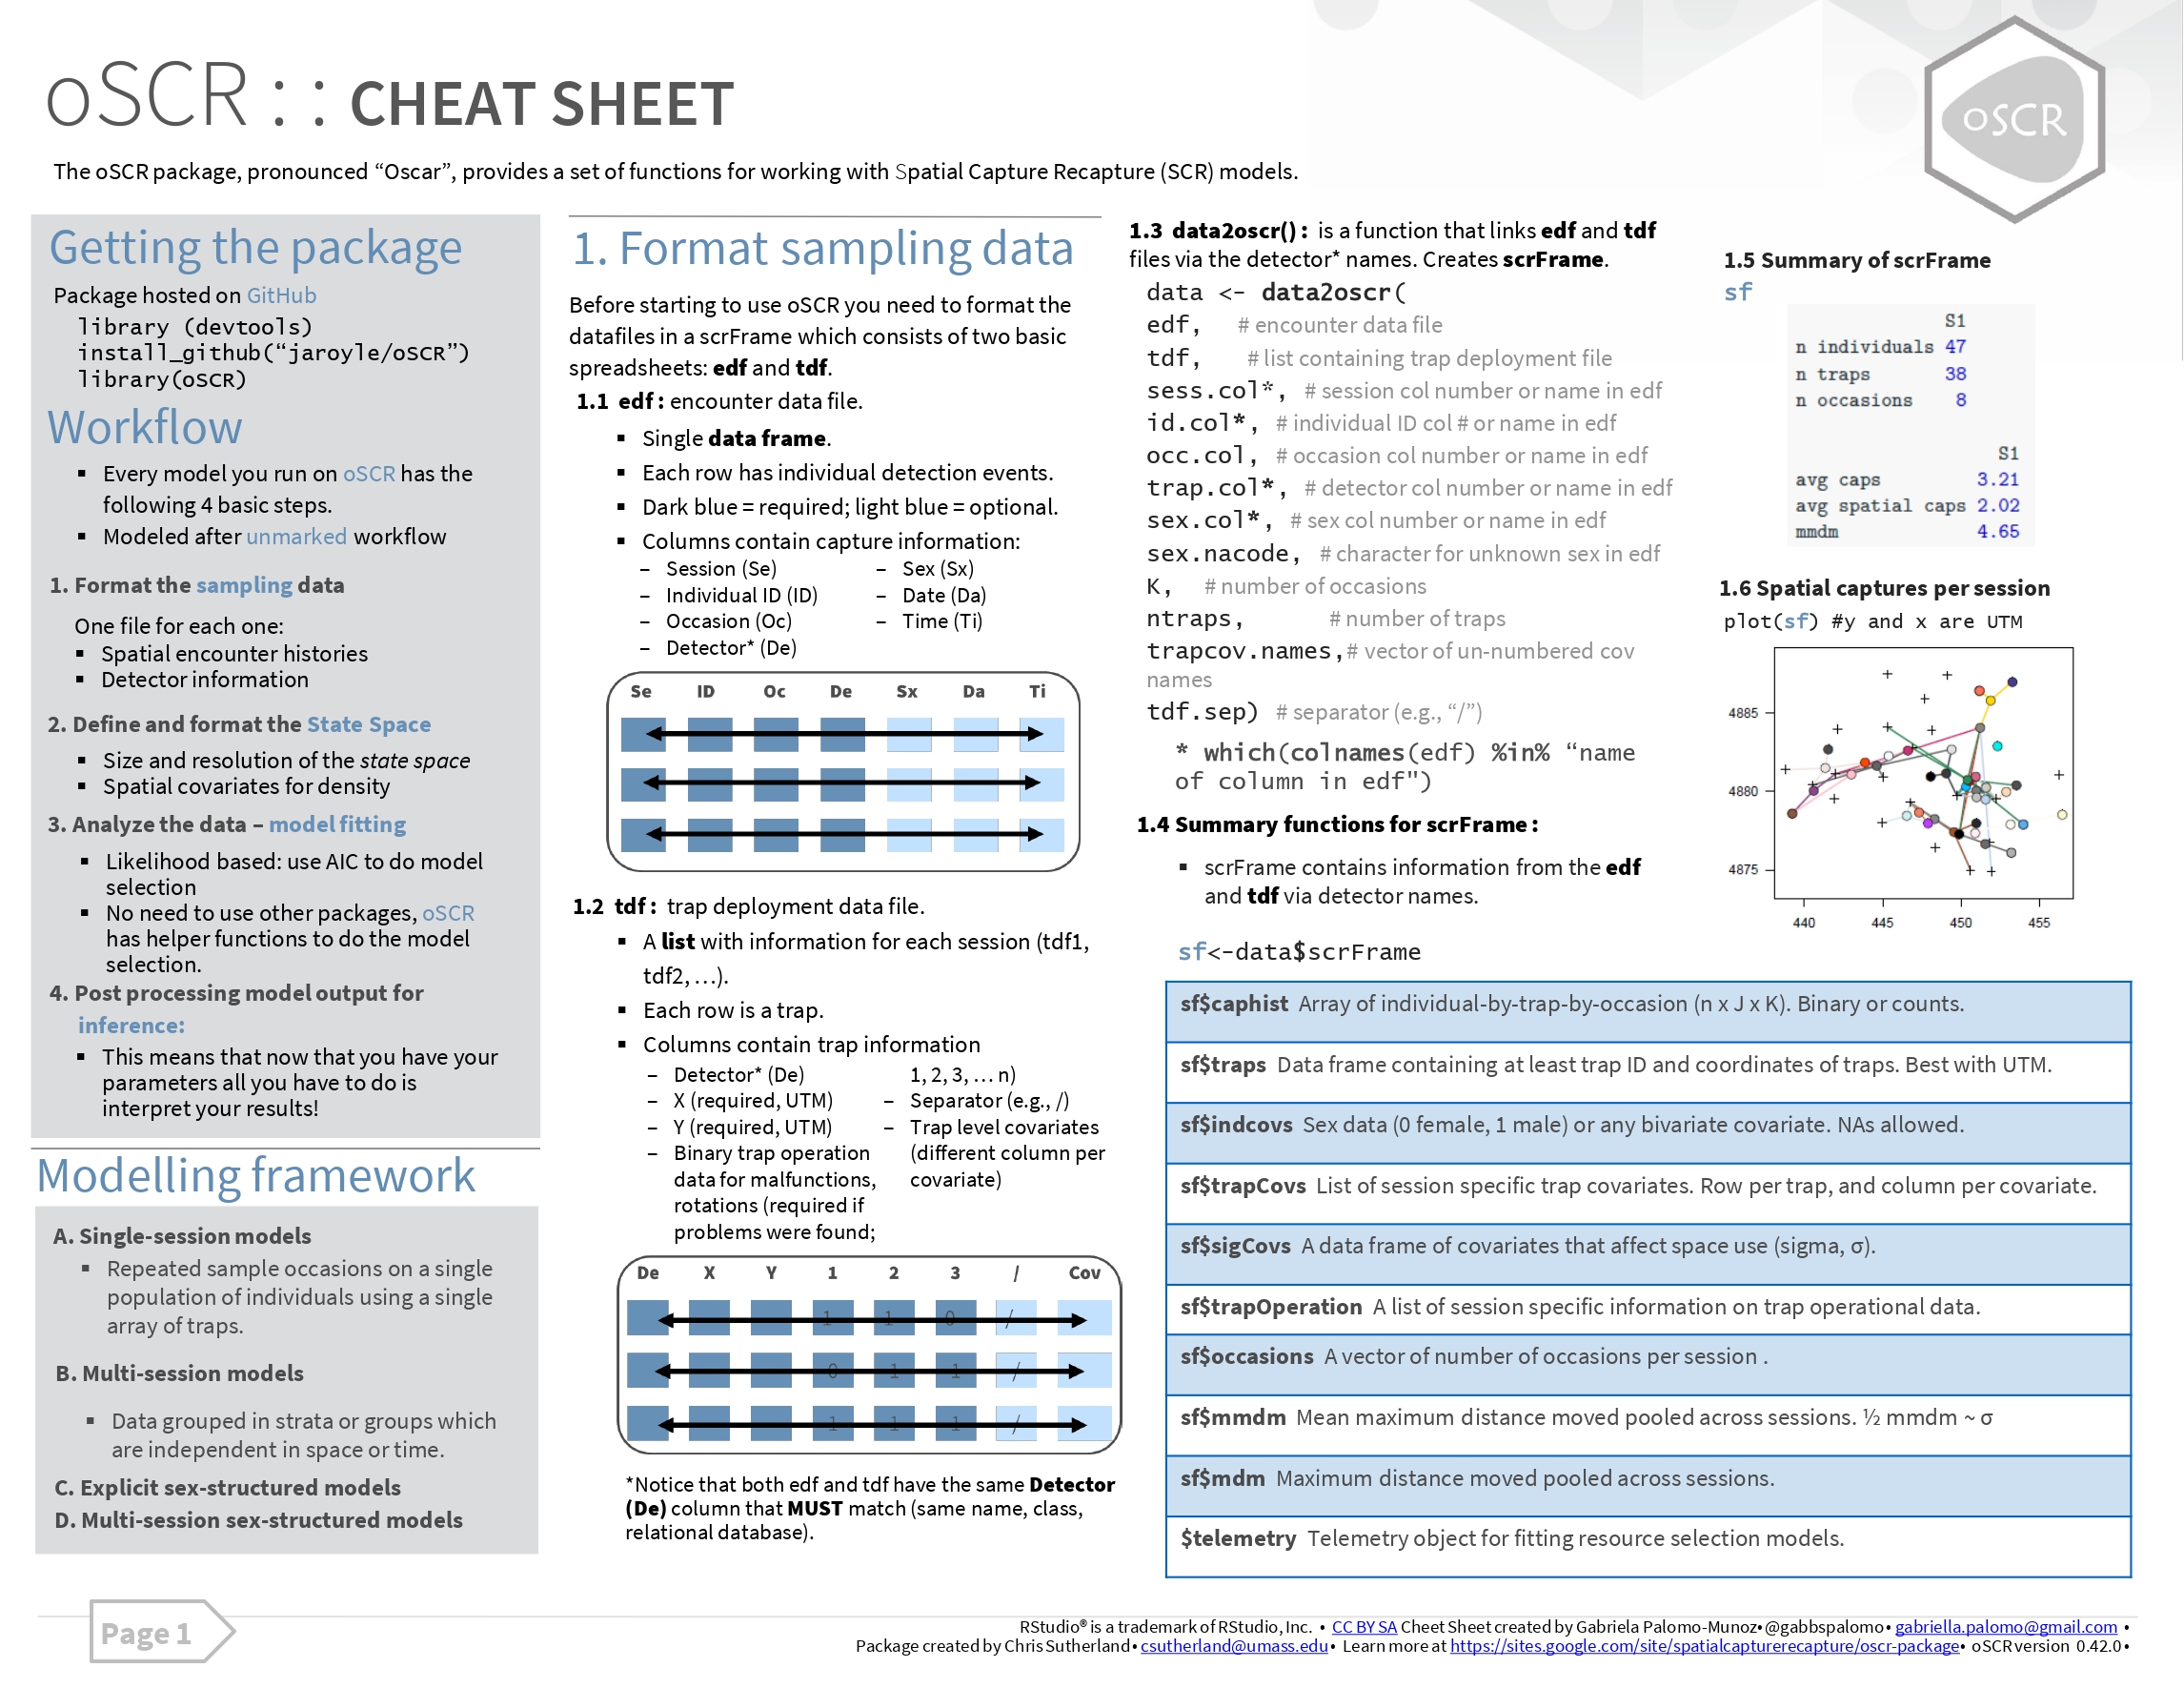 oSCR : : CHEAT SHEET
oSCR
The oSCR package, pronounced “Oscar”, provides a set of functions for working with Spatial Capture Recapture (SCR) models.
Getting the package
Package hosted on GitHub
library (devtools)
install_github(“jaroyle/oSCR”)
library(oSCR)
Workflow
▪ Every model you run on oSCR has the
following 4 basic steps.
▪ Modeled after unmarked workflow
1. Format the sampling data
One file for each one:
▪ Spatial encounter histories
▪ Detector information
2. Define and format the State Space
▪ Size and resolution of the state space
▪ Spatial covariates for density
3. Analyze the data – model fitting
▪ Likelihood based: use AIC to do model
selection
▪ No need to use other packages, oSCR
has helper functions to do the model
selection.
4. Post processing model output for
inference:
▪ This means that now that you have your
parameters all you have to do is
interpret your results!
Modelling framework
A. Single-session models
▪ Repeated sample occasions on a single
population of individuals using a single
array of traps.
B. Multi-session models
▪ Data grouped in strata or groups which
are independent in space or time.
C. Explicit sex-structured models
D. Multi-session sex-structured models
1. Format sampling data
Before starting to use oSCR you need to format the
datafiles in a scrFrame which consists of two basic
spreadsheets: edf and tdf.
1.1 edf : encounter data file.
▪ Single data frame.
▪ Each row has individual detection events.
▪ Dark blue = required; light blue = optional.
▪ Columns contain capture information:
– Session (Se)
– Individual ID (ID)
– Occasion (Oc)
– Detector* (De)
– Sex (Sx)
– Date (Da)
– Time (Ti)
Se ID Oc De Sx Da Ti
1.2 tdf : trap deployment data file.
▪ A list with information for each session (tdf1,
tdf2, …).
▪ Each row is a trap.
▪ Columns contain trap information
– Detector* (De)
– X (required, UTM)
– Y (required, UTM)
– Binary trap operation
data for malfunctions,
rotations (required if
problems were found;
1, 2, 3, … n)
– Separator (e.g., /)
– Trap level covariates
(different column per
covariate)
De X Y 1 2 3 / Cov
1 1 0 /
0 1 1 /
1 1 1 /
*Notice that both edf and tdf have the same Detector
(De) column that MUST match (same name, class,
relational database).
1.3 data2oscr() : is a function that links edf and tdf
files via the detector* names. Creates scrFrame.
data <- data2oscr(
edf, # encounter data file
tdf, # list containing trap deployment file
sess.col*, # session col number or name in edf
id.col*, # individual ID col # or name in edf
occ.col, # occasion col number or name in edf
trap.col*, # detector col number or name in edf
sex.col*, # sex col number or name in edf
sex.nacode, # character for unknown sex in edf
K, # number of occasions
ntraps, # number of traps
trapcov.names,# vector of un-numbered cov
names
tdf.sep) # separator (e.g., “/”)
* which(colnames(edf) %in% “name
of column in edf")
1.4 Summary functions for scrFrame :
▪ scrFrame contains information from the edf
and tdf via detector names.
sf<-data$scrFrame
1.5 Summary of scrFrame
sf
S1
n individuals 47
n traps 38
n occasions 8
S1
avg caps 3.21
avg spatial caps 2.02
mmdm 4.65
1.6 Spatial captures per session
plot(sf) #y and x are UTM
4885
4880
4875
440 445 450 455
sf$caphist Array of individual-by-trap-by-occasion (n x J x K). Binary or counts.
sf$traps Data frame containing at least trap ID and coordinates of traps. Best with UTM.
sf$indcovs Sex data (0 female, 1 male) or any bivariate covariate. NAs allowed.
sf$trapCovs List of session specific trap covariates. Row per trap, and column per covariate.
sf$sigCovs A data frame of covariates that affect space use (sigma, σ).
sf$trapOperation A list of session specific information on trap operational data.
sf$occasions A vector of number of occasions per session .
sf$mmdm Mean maximum distance moved pooled across sessions. ½ mmdm ~ σ
sf$mdm Maximum distance moved pooled across sessions.
$telemetry Telemetry object for fitting resource selection models.
Page 1
RStudio® is a trademark of RStudio, Inc. • CC BY SA Cheet Sheet created by Gabriela Palomo-Munoz• @gabbspalomo • gabriella.palomo@gmail.com •
Package created by Chris Sutherland • csutherland@umass.edu • Learn more at https://sites.google.com/site/spatialcapturerecapture/oscr-package • oSCR version 0.42.0 •